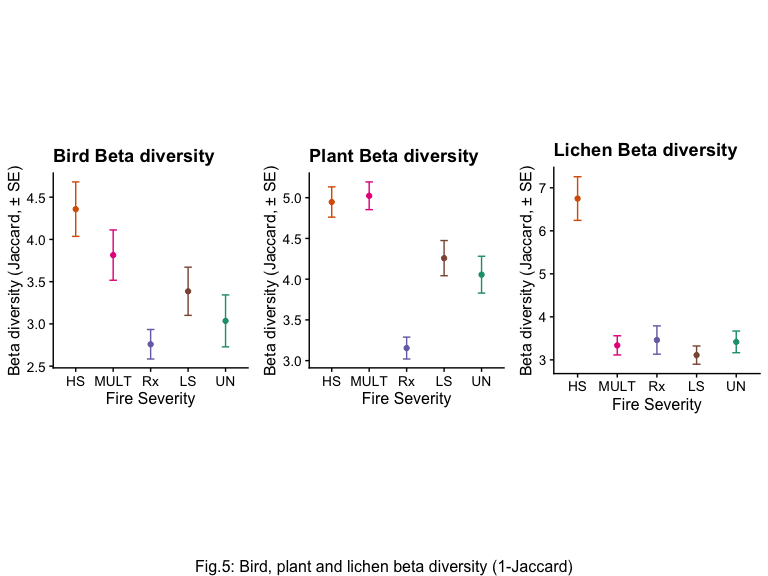 Bird Beta diversity
Beta diversity (Jaccard, ± SE)
4.5
4.0
3.5
3.0
2.5
HS MULT Rx LS UN
Fire Severity
Plant Beta diversity
Beta diversity (Jaccard, ± SE)
5.0
4.5
4.0
3.5
3.0
HS MULT Rx LS UN
Fire Severity
Lichen Beta diversity
Beta diversity (Jaccard, ± SE)
7
6
5
4
3
HS MULT Rx LS UN
Fire Severity
Fig.5: Bird, plant and lichen beta diversity (1-Jaccard)